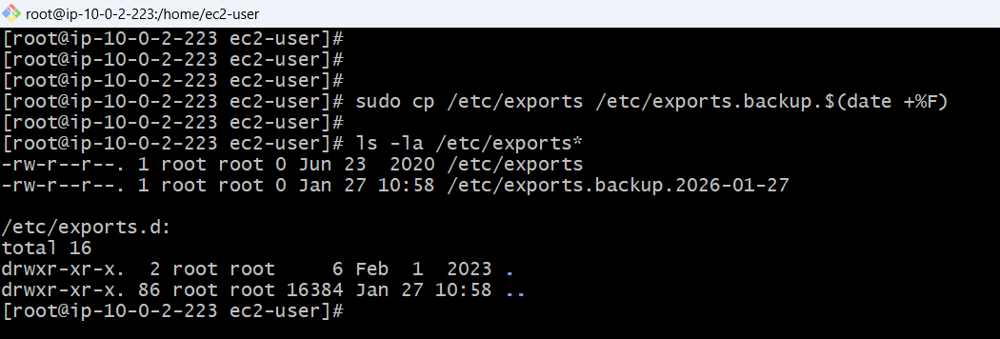 root@ip-10-0-2-223:/home/ec2-user
[root@ip-10-0-2-223 ec2-user]#
[root@ip-10-0-2-223 ec2-user]#
[root@ip-10-0-2-223 ec2-user]#
[root@ip-10-0-2-223 ec2-user]# sudo cp /etc/exports /etc/exports.backup.$(date +%F)
[root@ip-10-0-2-223 ec2-user]#
[root@ip-10-0-2-223 ec2-user]# ls -la /etc/exports*
-rw-r--r--. 1 root root 0 Jun 23  2020 /etc/exports
-rw-r--r--. 1 root root 0 Jan 27 10:58 /etc/exports.backup.2026-01-27

/etc/exports.d:
total 16
drwxr-xr-x.  2 root root     6 Feb  1  2023 .
drwxr-xr-x. 86 root root 16384 Jan 27 10:58 ..
[root@ip-10-0-2-223 ec2-user]#